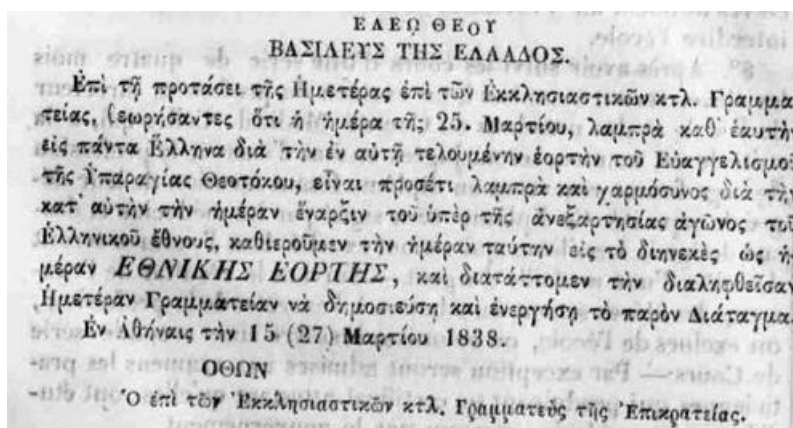 ΕΛΕΩ ΘΕΟΥ
ΒΑΣΙΛΕΥΣ ΤΗΣ ΕΛΛΑΔΟΣ.
Ἐπὶ τῇ προτάσει τῆς Ἡμετέρας ἐπὶ τῶν Ἐκκλησιαστικῶν κτλ. Γραμμα
τείας, θεωρήσαντες ὅτι ἡ ἡμέρα τῆς 25. Μαρτίου, λαμπρὰ καθ᾽ ἑαυτὴν
εἰς πάντα Ἕλληνα διὰ τὴν ἐν αὐτῇ τελουμένην ἑορτὴν τοῦ Εὐαγγελισμοῦ
τῆς Ὑπεραγίας Θεοτόκου, εἶναι προσέτι λαμπρὰ καὶ χαρμόσυνος διὰ τὴν
κατ᾽ αὐτὴν τὴν ἡμέραν ἔναρξιν τοῦ ὑπὲρ τῆς ἀνεξαρτησίας ἀγῶνος τοῦ
Ἑλληνικοῦ ἔθνους, καθιεροῦμεν τὴν ἡμέραν ταύτην εἰς τὸ διηνεκὲς ὡς ἡ-
μέραν ΕΘΝΙΚΗΣ ΕΟΡΤΗΣ, καὶ διατάττομεν τὴν διαληφθεῖσαν
Ἡμετέραν Γραμματείαν νὰ δημοσιεύσῃ καὶ ἐνεργήσῃ τὸ παρὸν Διάταγμα.
Ἐν Ἀθήναις τὴν 15 (27) Μαρτίου 1838.
ΟΘΩΝ
Ὁ ἐπὶ τῶν Ἐκκλησιαστικῶν κτλ. Γραμματεὺς τῆς Ἐπικρατείας.